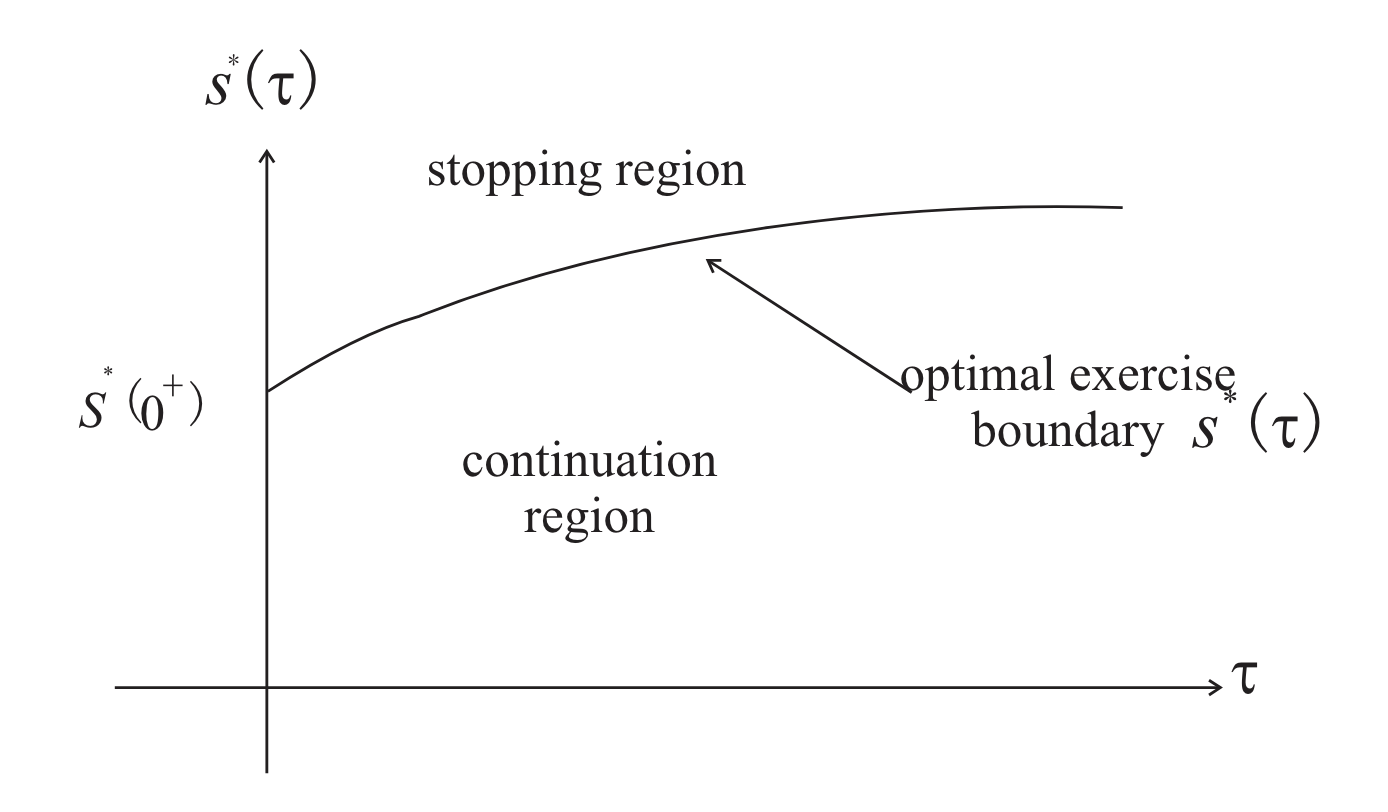 s*(τ)
stopping region
S*(0⁺)
optimal exercise
boundary s*(τ)
continuation
region
τ